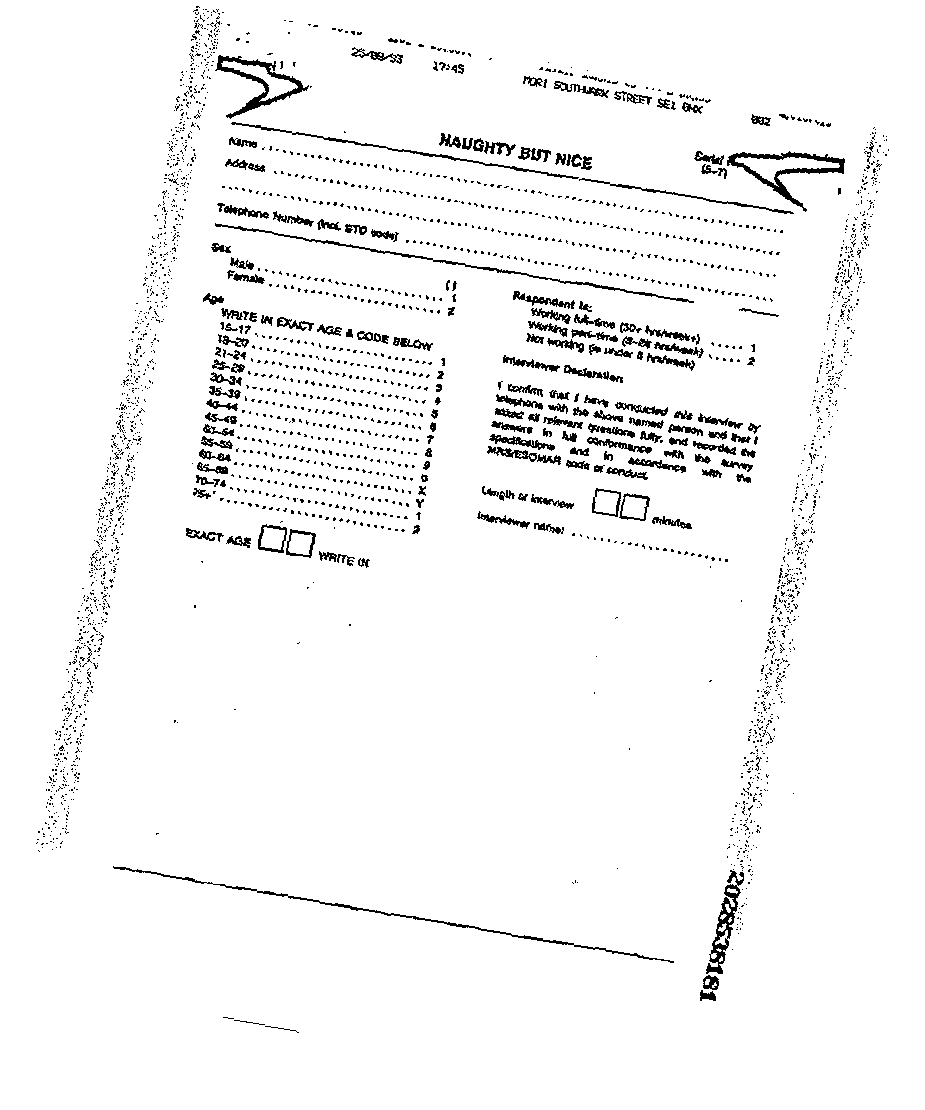 23/09/93 17:45 MORI SOUTHWARK STREET SE1 0HX 002
NAUGHTY BUT NICE
Serial
(5-7)
Name
Address
Telephone Number (incl. STD code)
Sex
Male 1
Female 2
Age
WRITE IN EXACT AGE & CODE BELOW
16-17 1
18-20 2
21-24 3
25-29 4
30-34 5
35-39 6
40-44 7
45-49 8
50-54 9
55-59 0
60-64 X
65-69 Y
70-74 1
75+ 2
EXACT AGE WRITE IN
Respondent is:
Working full-time (30+ hrs/week+) 1
Working part-time (8-29 hrs/week) 2
Not working (ie under 8 hrs/week)
Interviewer Declaration
I confirm that I have conducted this interview by
telephone with the above named person and that I
asked all relevant questions fully, and recorded the
answers in full conformance with the survey
specifications and in accordance with the
MRS/ESOMAR code of conduct.
Length of interview minutes
Interviewer name:
2028538181